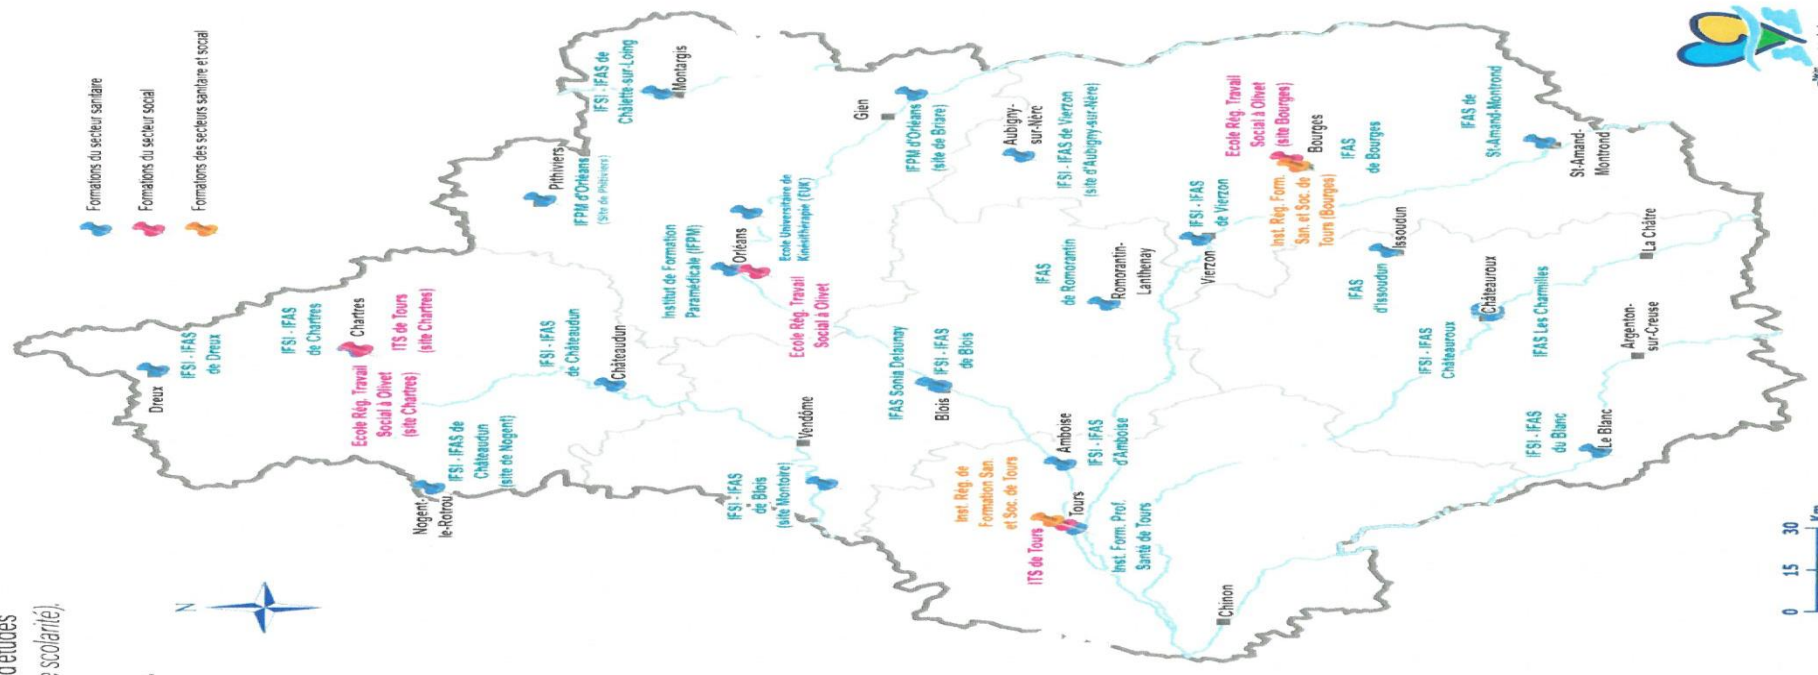 d'études
scolarité).
N
Formations du secteur sanitaire
Formations du secteur social
Formations des secteurs sanitaire et social
Dreux
IFSI - IFAS
de Dreux
IFSI - IFAS
de Chartres
Chartres
Ecole Rég. Travail
Social à Olivet
(site Chartres)
ITS de Tours
(site Chartres)
Nogent-
le-Rotrou
IFSI - IFAS de
Châteaudun
(site de Nogent)
IFSI - IFAS
de Châteaudun
Châteaudun
Pithiviers
IFPM d'Orléans
(Site de Phitiviers)
IFSI - IFAS de
Châlette-sur-Loing
Montargis
Institut de Formation
Paramédicale (IFPM)
Orléans
Ecole Universitaire de
Kinésithérapie (EUK)
Ecole Rég. Travail
Social à Olivet
Gien
IFPM d'Orléans
(site de Briare)
Vendôme
IFSI - IFAS
de Blois
(site Montoire)
IFAS Sonia Delaunay
Blois
IFSI - IFAS
de Blois
Aubigny-
sur-Nère
IFSI - IFAS de Vierzon
(site d'Aubigny-sur-Nère)
IFAS
de Romorantin
Romorantin-
Lanthenay
Inst. Rég. de
Formation San.
et Soc. de Tours
ITS de Tours
Tours
Inst. Form. Prof.
Santé de Tours
Amboise
IFSI - IFAS
d'Amboise
IFSI - IFAS
de Vierzon
Vierzon
Ecole Rég. Travail
Social à Olivet
(site Bourges)
Inst. Rég. Form.
San. et Soc. de
Tours (Bourges)
Bourges
IFAS
de Bourges
Chinon
IFAS
d'Issoudun
Issoudun
IFSI - IFAS
Châteauroux
Châteauroux
IFAS Les Charmilles
IFAS de
St-Amand-Montrond
St-Amand-
Montrond
IFSI - IFAS
du Blanc
Le Blanc
Argenton-
sur-Creuse
La Châtre
0 15 30
Km